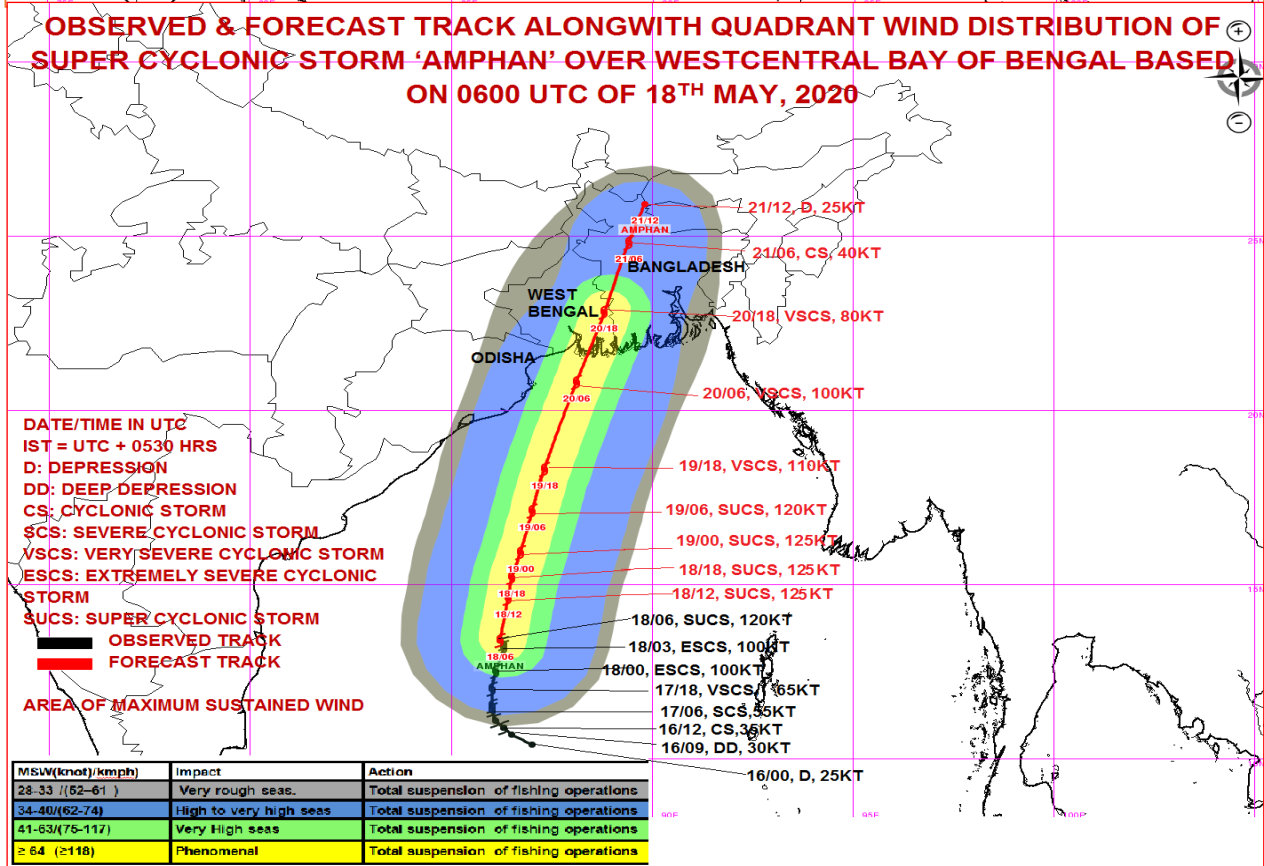 OBSERVED & FORECAST TRACK ALONGWITH QUADRANT WIND DISTRIBUTION OF
SUPER CYCLONIC STORM ‘AMPHAN’ OVER WESTCENTRAL BAY OF BENGAL BASED
ON 0600 UTC OF 18TH MAY, 2020
21/12, D, 25KT
21/12
AMPHAN
21/06, CS, 40KT
21/06
BANGLADESH
WEST
BENGAL
20/18, VSCS, 80KT
20/18
ODISHA
20/06, VSCS, 100KT
20/06
19/18, VSCS, 110KT
19/18
19/06, SUCS, 120KT
19/06
19/00, SUCS, 125KT
19/00
18/18, SUCS, 125KT
18/18
18/12, SUCS, 125KT
18/12
18/06, SUCS, 120KT
18/06
AMPHAN
18/03, ESCS, 100KT
18/00, ESCS, 100KT
17/18, VSCS, 65KT
17/06, SCS,55KT
16/12, CS,35KT
16/09, DD, 30KT
16/00, D, 25KT
DATE/TIME IN UTC
IST = UTC + 0530 HRS
D: DEPRESSION
DD: DEEP DEPRESSION
CS: CYCLONIC STORM
SCS: SEVERE CYCLONIC STORM
VSCS: VERY SEVERE CYCLONIC STORM
ESCS: EXTREMELY SEVERE CYCLONIC
STORM
SUCS: SUPER CYCLONIC STORM
OBSERVED TRACK
FORECAST TRACK
AREA OF MAXIMUM SUSTAINED WIND
MSW(knot)/kmph) Impact Action
28-33 /(52–61 ) Very rough seas. Total suspension of fishing operations
34-40/(62-74) High to very high seas Total suspension of fishing operations
41-63/(75-117) Very High seas Total suspension of fishing operations
≥ 64 (≥118) Phenomenal Total suspension of fishing operations
90E
95E
100E
25N
20N
15N